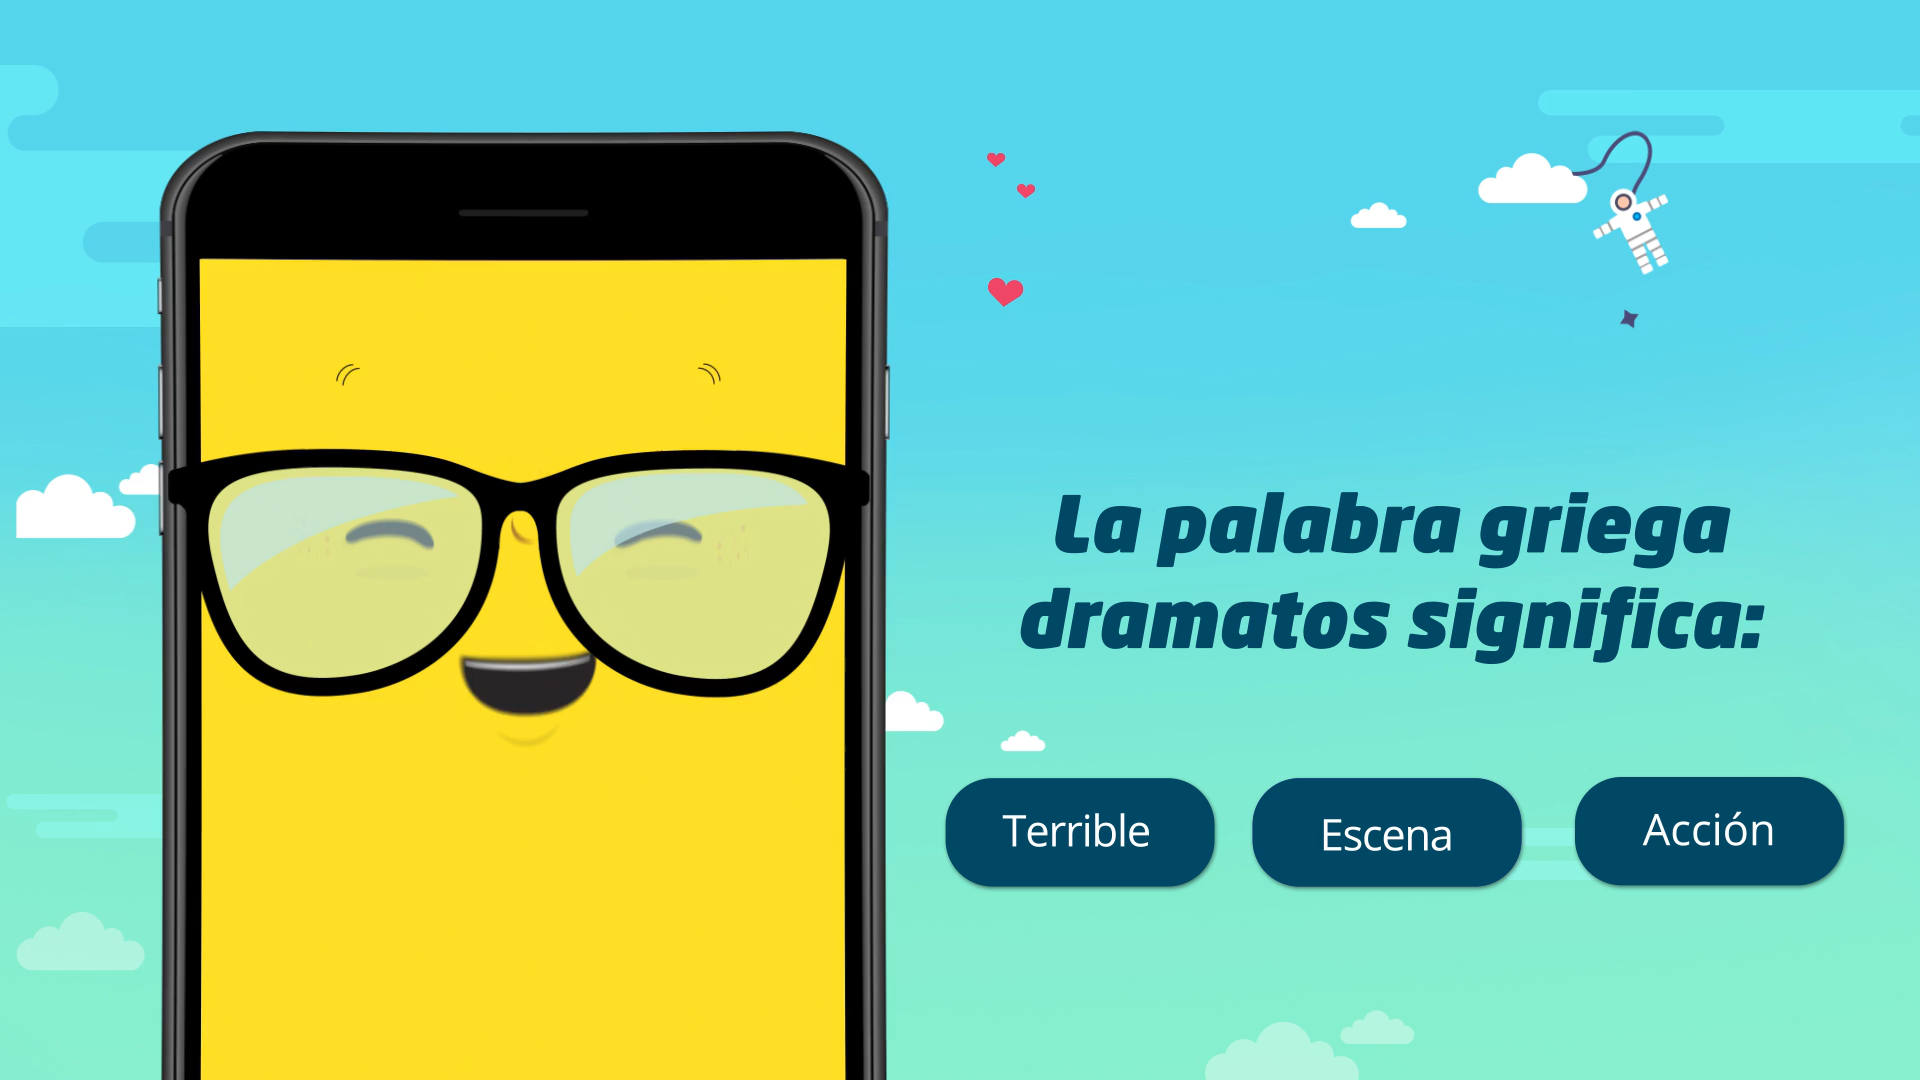 La palabra griega
dramatos significa:
Terrible
Escena
Acción